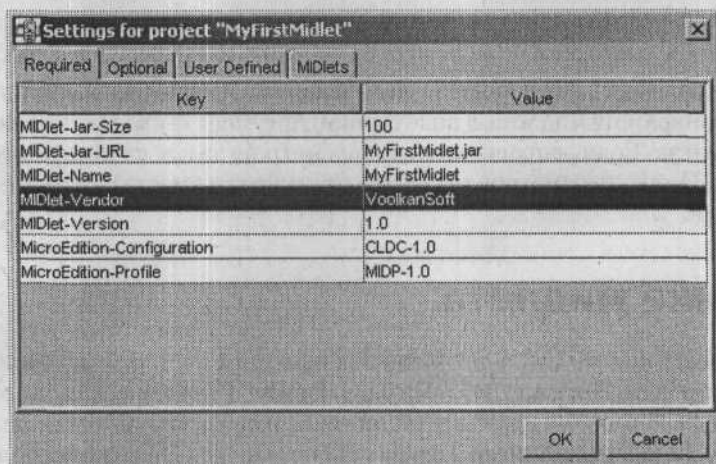 Settings for project "MyFirstMidlet"
Required Optional User Defined MIDlets
Key Value
MIDlet-Jar-Size 100
MIDlet-Jar-URL MyFirstMidlet.jar
MIDlet-Name MyFirstMidlet
MIDlet-Vendor VoolkanSoft
MIDlet-Version 1.0
MicroEdition-Configuration CLDC-1.0
MicroEdition-Profile MIDP-1.0
OK Cancel